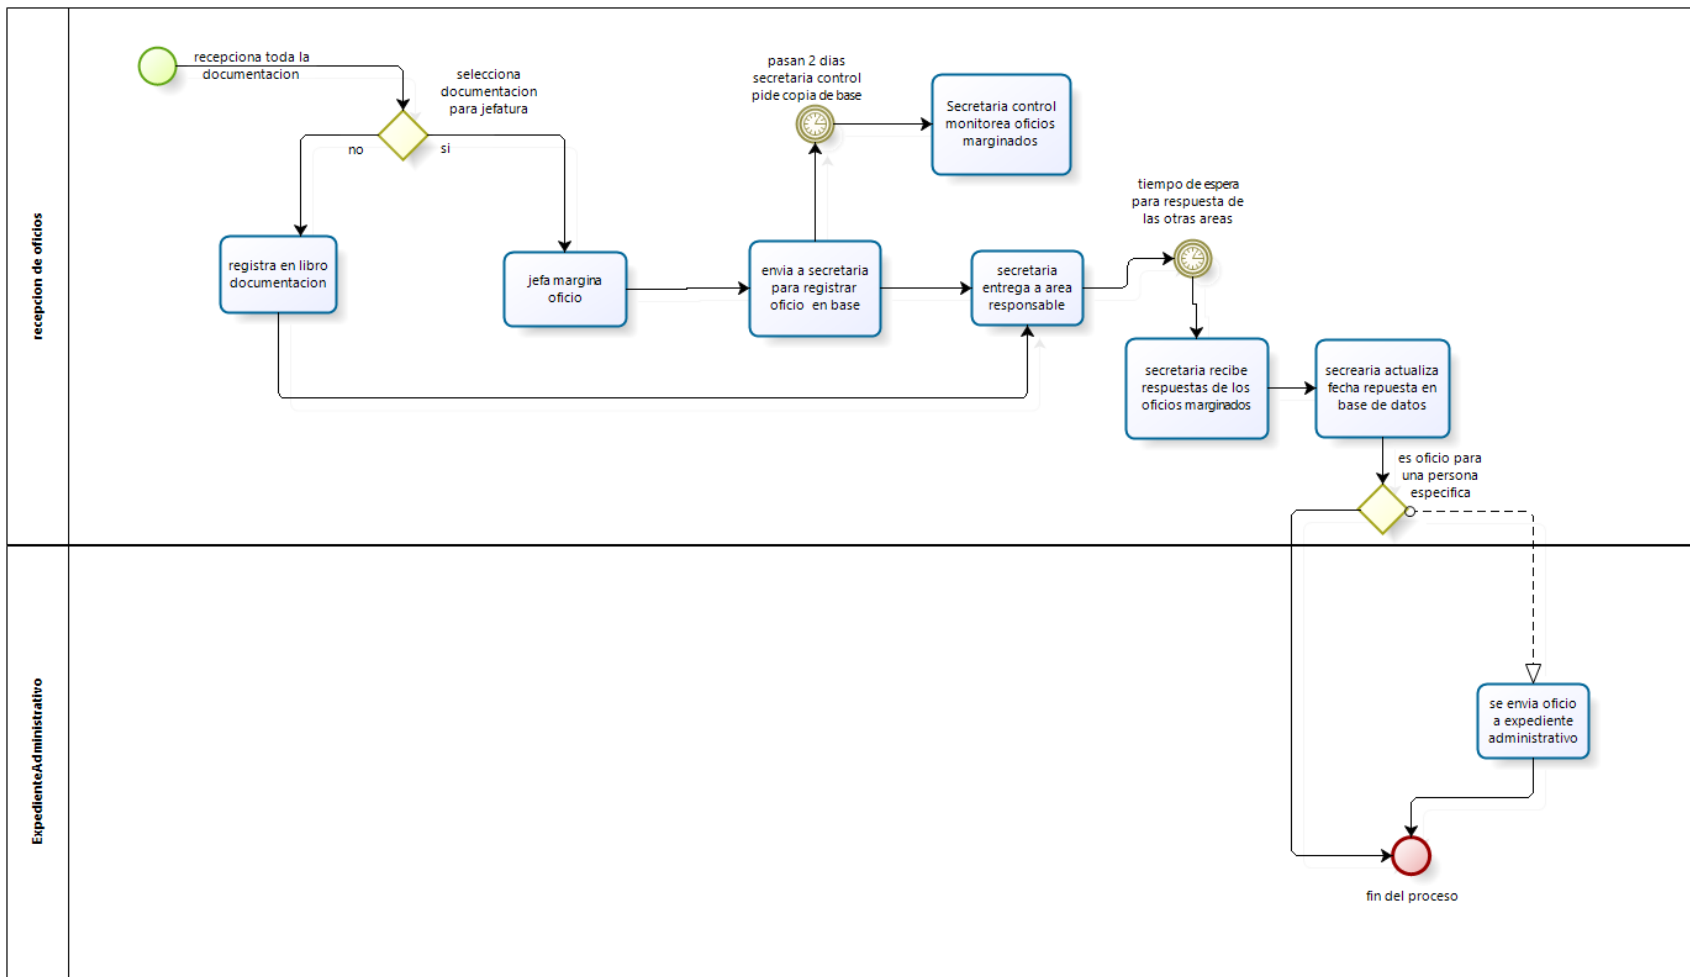 recepcion de oficios
recepciona toda la
documentacion
selecciona
documentacion
para jefatura
no
si
registra en libro
documentacion
jefa margina
oficio
pasan 2 dias
secretaria control
pide copia de base
Secretaria control
monitorea oficios
marginados
envia a secretaria
para registrar
oficio en base
secretaria
entrega a area
responsable
tiempo de espera
para respuesta de
las otras areas
secretaria recibe
respuestas de los
oficios marginados
secrearia actualiza
fecha repuesta en
base de datos
es oficio para
una persona
especifica
ExpedienteAdministrativo
se envia oficio
a expediente
administrativo
fin del proceso